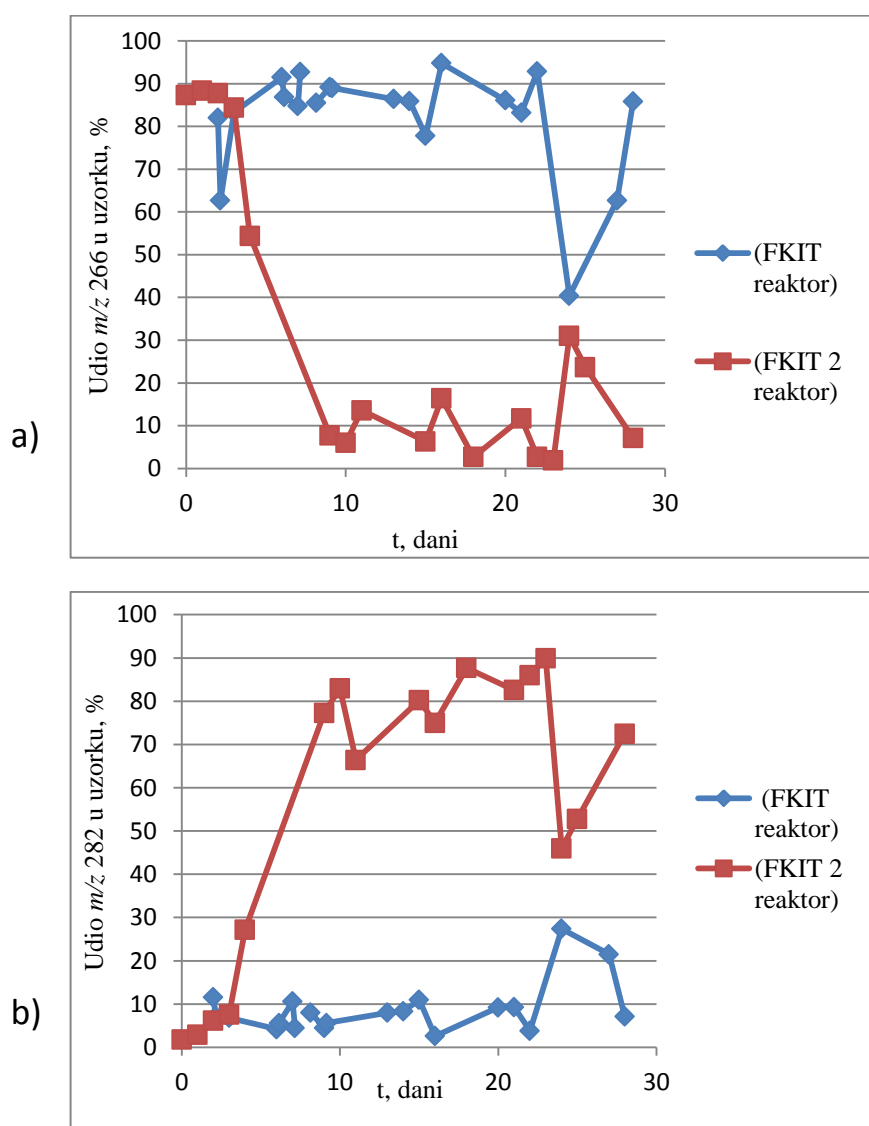 a)
Udio m/z 266 u uzorku, %
100
90
80
70
60
50
40
30
20
10
0
0 10 20 30
t, dani
(FKIT
reaktor)
(FKIT 2
reaktor)
b)
Udio m/z 282 u uzorku, %
100
90
80
70
60
50
40
30
20
10
0
0 10 20 30
t, dani
(FKIT
reaktor)
(FKIT 2
reaktor)